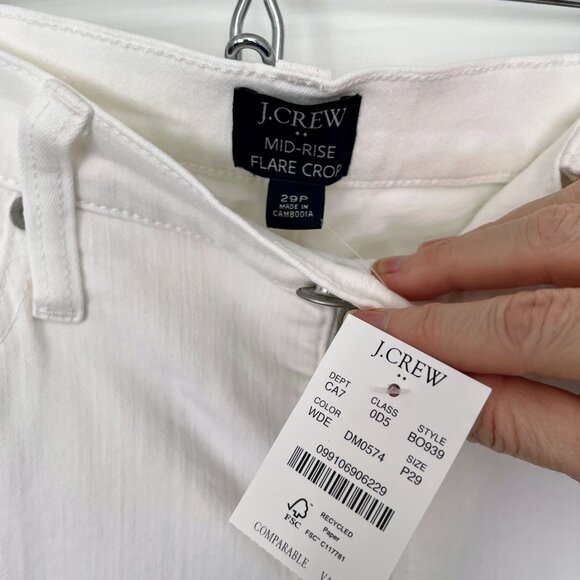 J.CREW
MID-RISE
FLARE CROP
29P
MADE IN
CAMBODIA
J.CREW
DEPT CLASS STYLE
CA7 0D5 BO939
COLOR SIZE
WDE DM0574 P29
099106906229
FSC
RECYCLED
Paper
FSC® C117781
COMPARABLE